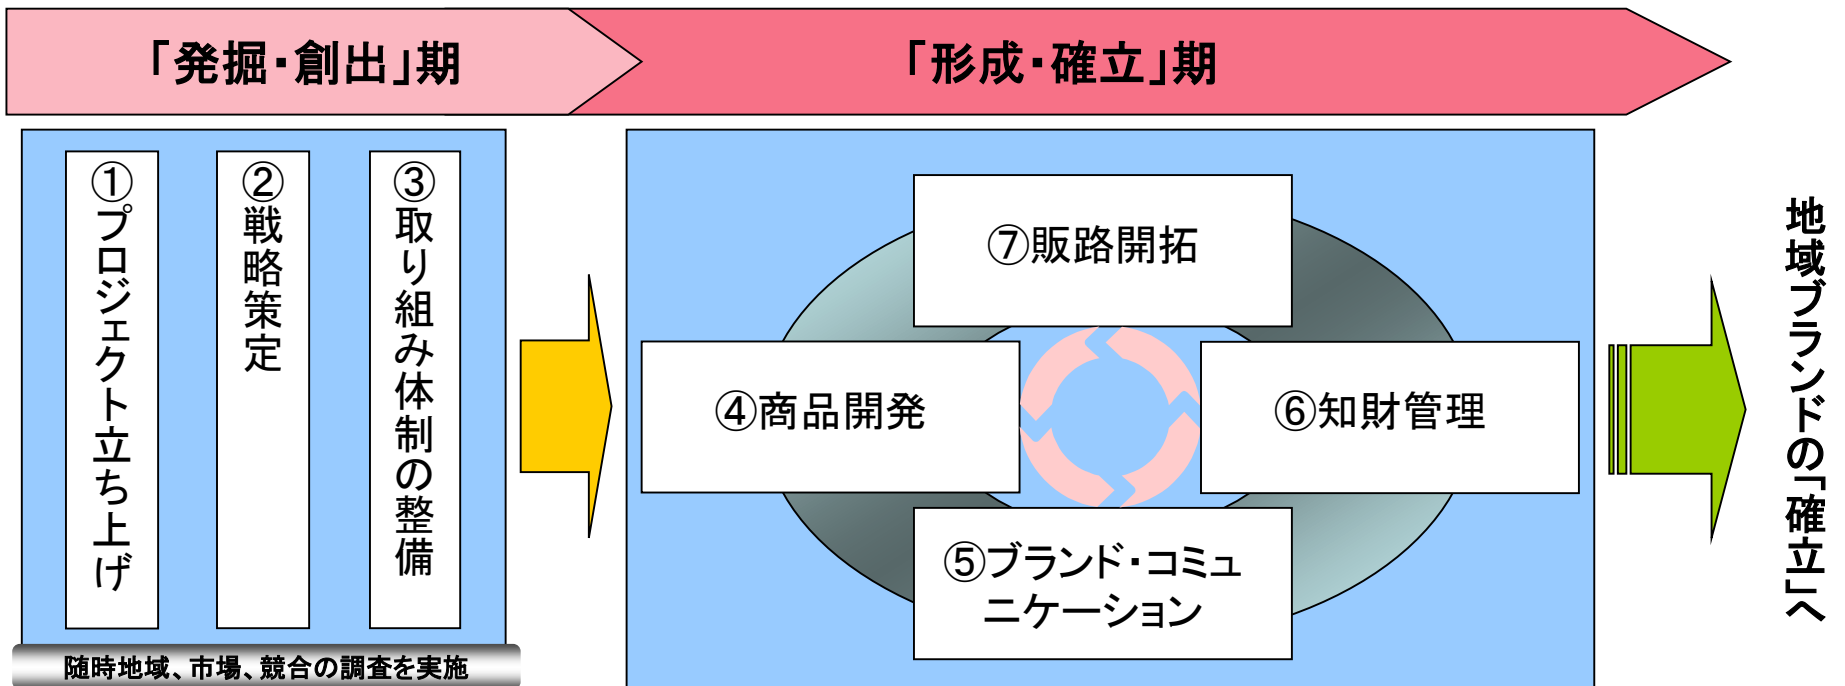 「発掘・創出」期
「形成・確立」期
①プロジェクト立ち上げ
②戦略策定
③取り組み体制の整備
随時地域、市場、競合の調査を実施
⑦販路開拓
④商品開発
⑥知財管理
⑤ブランド・コミュ
ニケーション
地域ブランドの「確立」へ